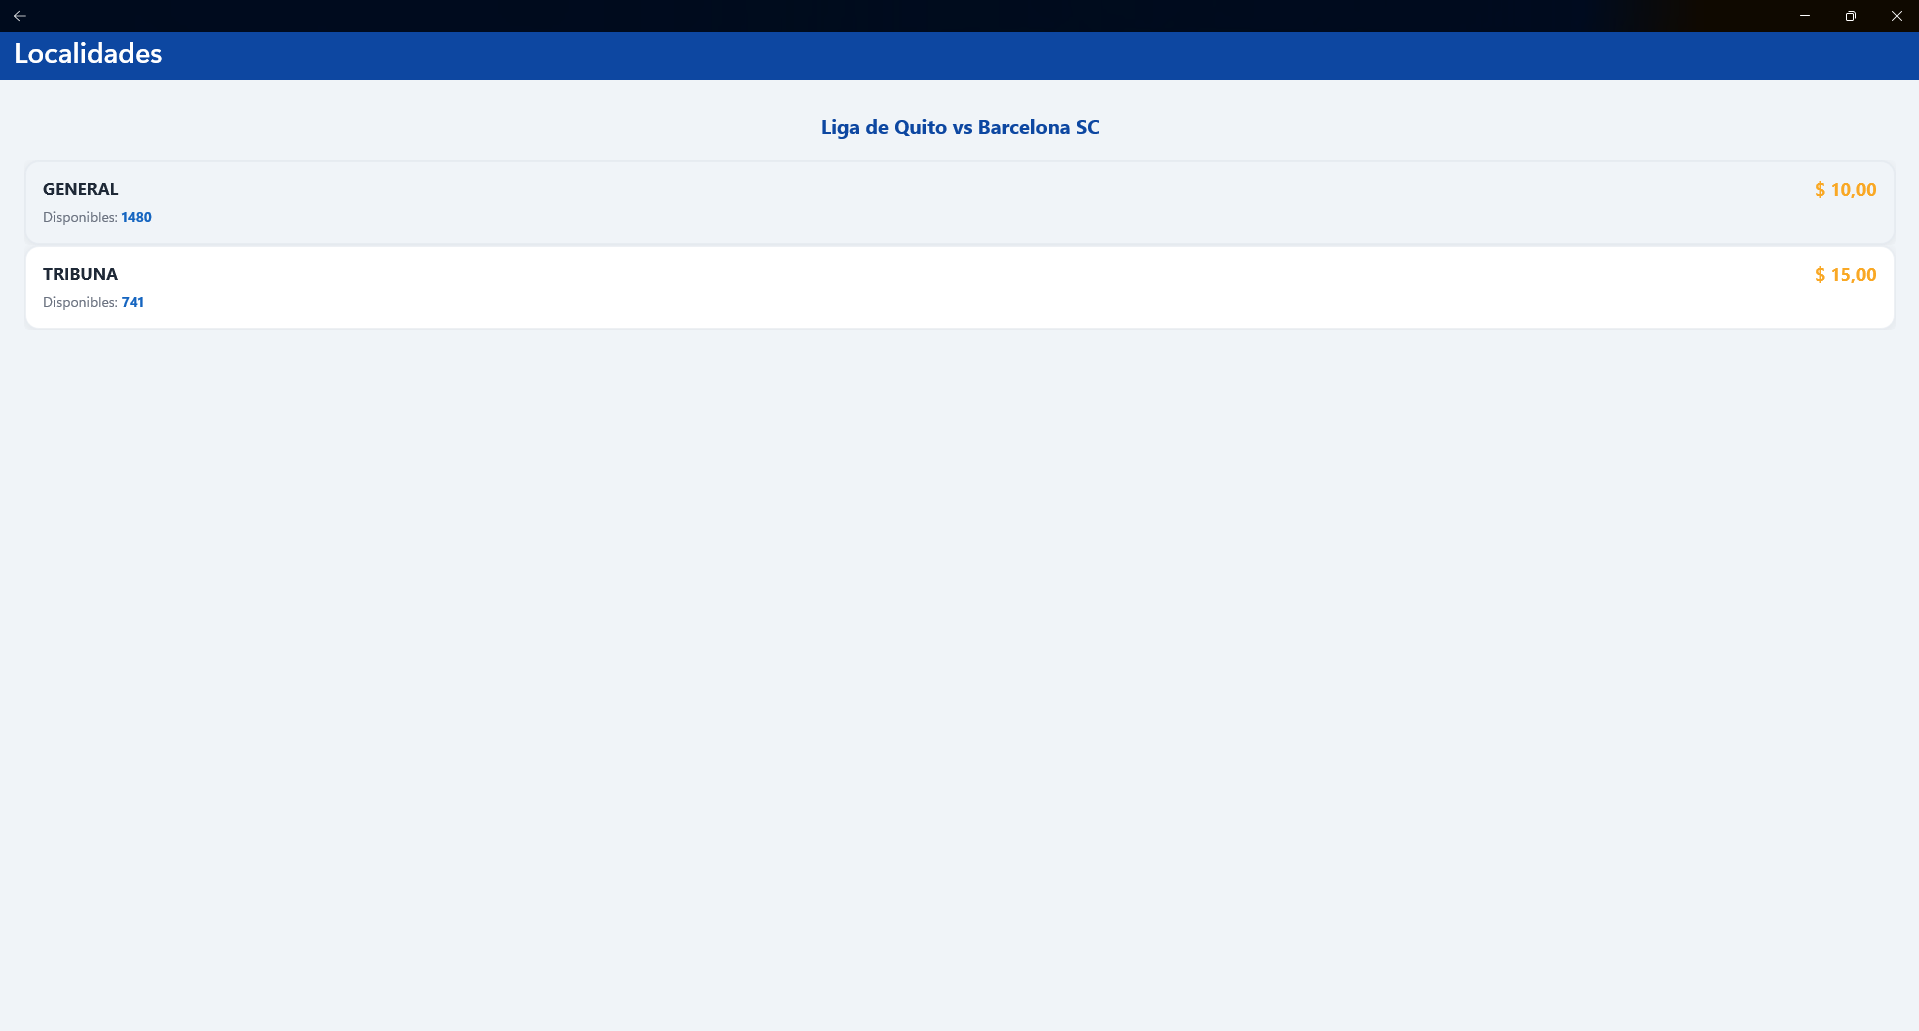 Localidades
Liga de Quito vs Barcelona SC
GENERAL
$ 10,00
Disponibles: 1480
TRIBUNA
$ 15,00
Disponibles: 741